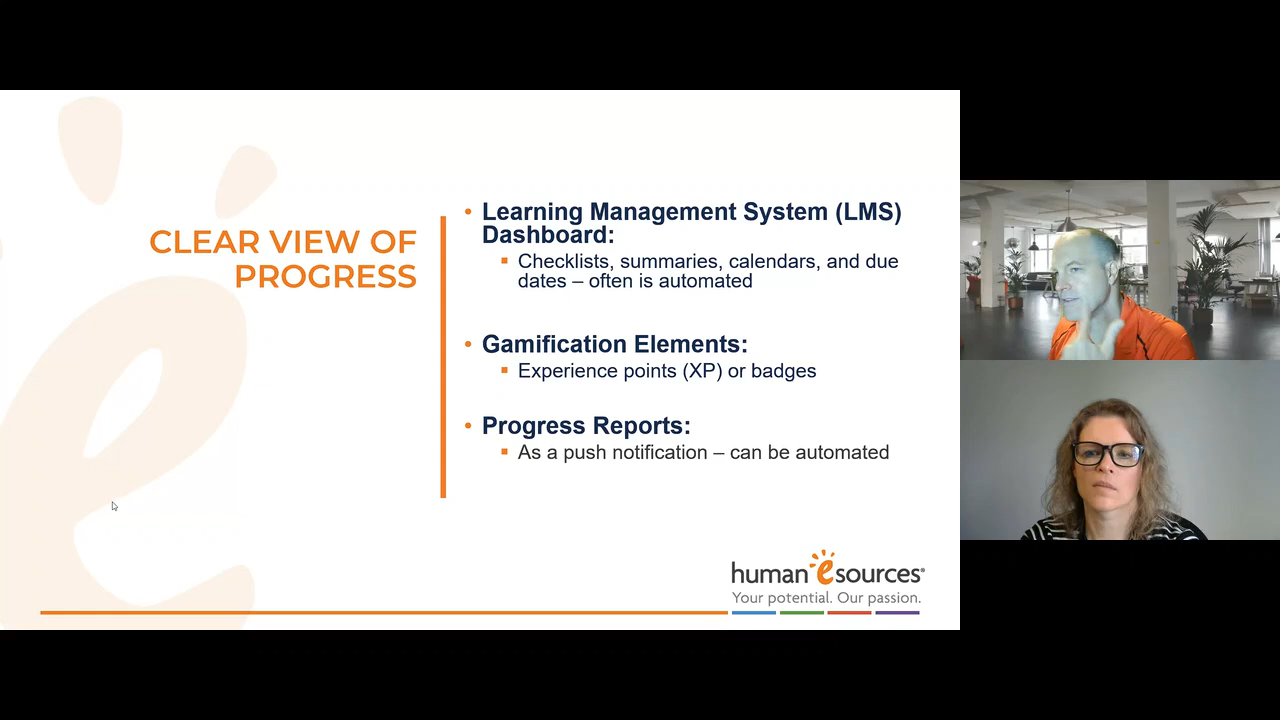 CLEAR VIEW OF
PROGRESS
• Learning Management System (LMS)
Dashboard:
▪ Checklists, summaries, calendars, and due
dates – often is automated
• Gamification Elements:
▪ Experience points (XP) or badges
• Progress Reports:
▪ As a push notification – can be automated
human esources®
Your potential. Our passion.